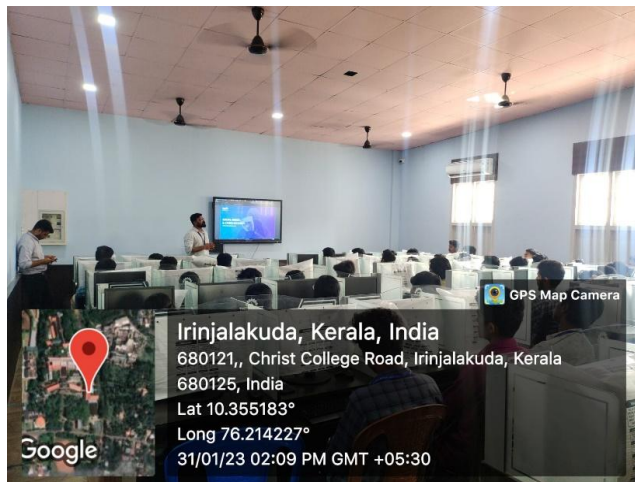 GPS Map Camera
Irinjalakuda, Kerala, India
680121,, Christ College Road, Irinjalakuda, Kerala
680125, India
Lat 10.355183°
Long 76.214227°
31/01/23 02:09 PM GMT +05:30
Google